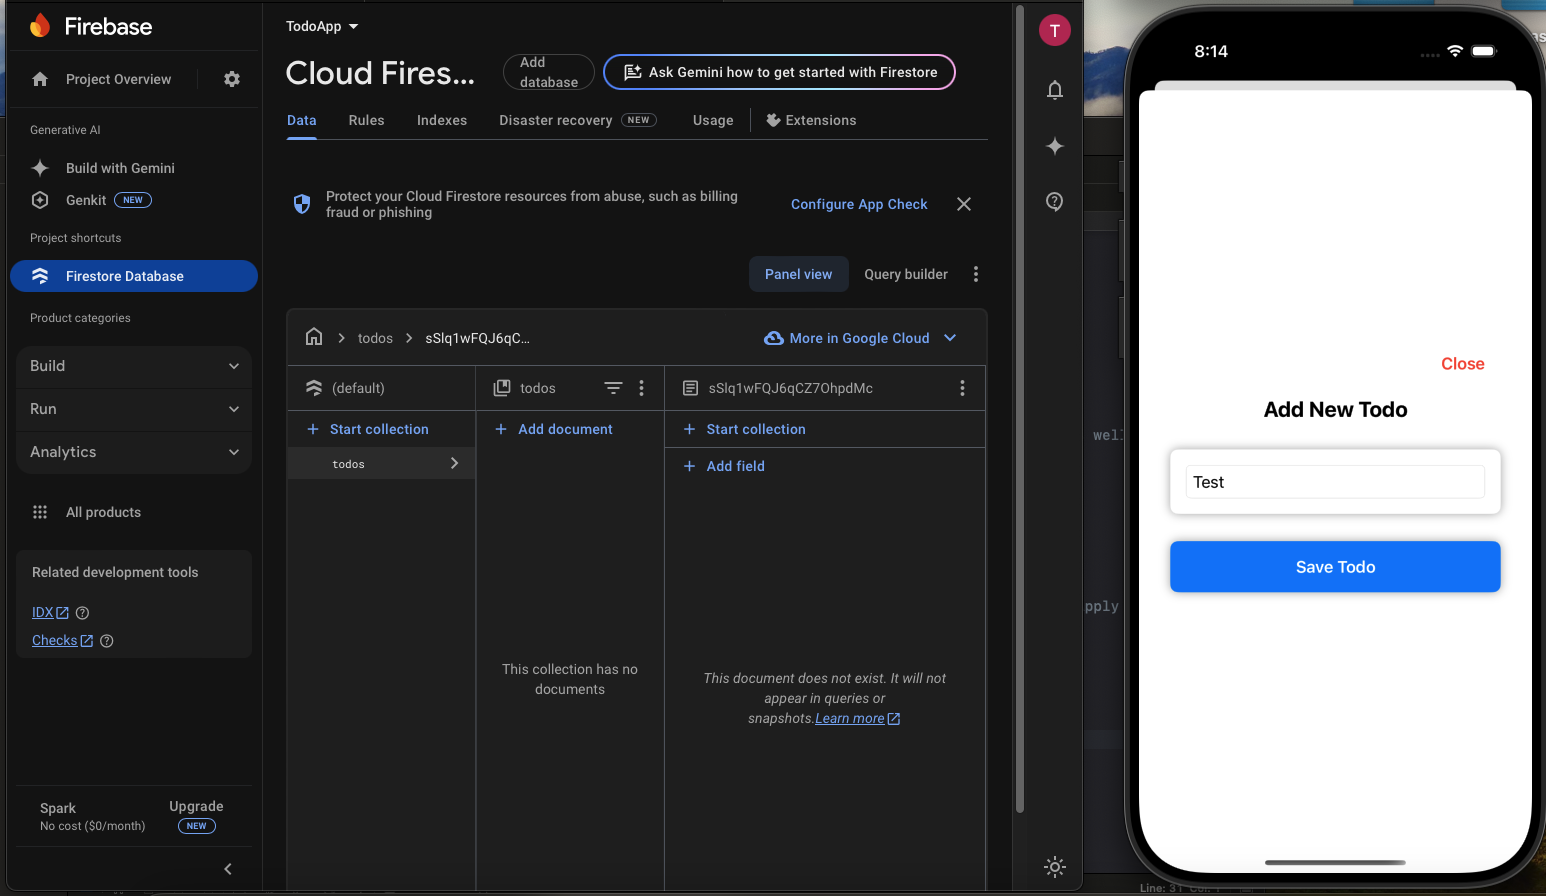 Firebase
Project Overview
Generative AI
Build with Gemini
Genkit NEW
Project shortcuts
Firestore Database
Product categories
Build
Run
Analytics
All products
Related development tools
IDX
Checks
Spark
No cost ($0/month)
Upgrade
NEW
TodoApp
Cloud Fires...
Add
database
Ask Gemini how to get started with Firestore
Data Rules Indexes Disaster recovery NEW Usage Extensions
Protect your Cloud Firestore resources from abuse, such as billing
fraud or phishing
Configure App Check
Panel view Query builder
todos sSlq1wFQJ6qC...
More in Google Cloud
(default)
Start collection
todos
todos
Add document
This collection has no
documents
sSlq1wFQJ6qCZ7OhpdMc
Start collection
Add field
This document does not exist. It will not
appear in queries or
snapshots. Learn more
T
well
pply
8:14
Close
Add New Todo
Test
Save Todo